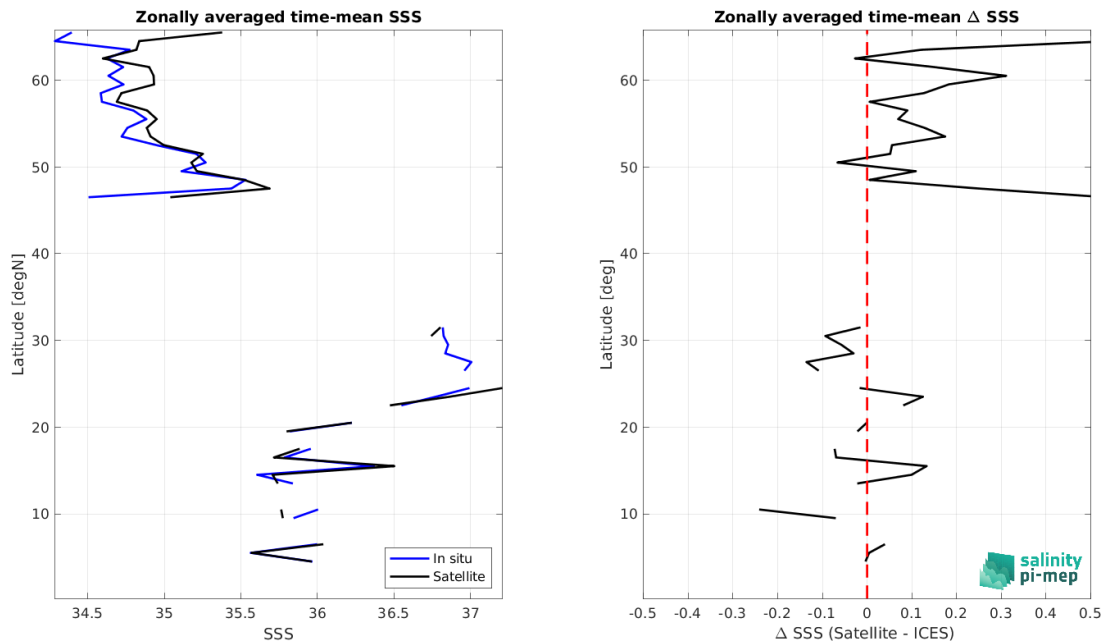 Zonally averaged time-mean SSS
Latitude [degN]
60
50
40
30
20
10
34.5 35 35.5 36 36.5 37
SSS
In situ
Satellite
Zonally averaged time-mean Δ SSS
Latitude [deg]
60
50
40
30
20
10
-0.5 -0.4 -0.3 -0.2 -0.1 0 0.1 0.2 0.3 0.4 0.5
Δ SSS (Satellite - ICES)
salinity
pi-mep